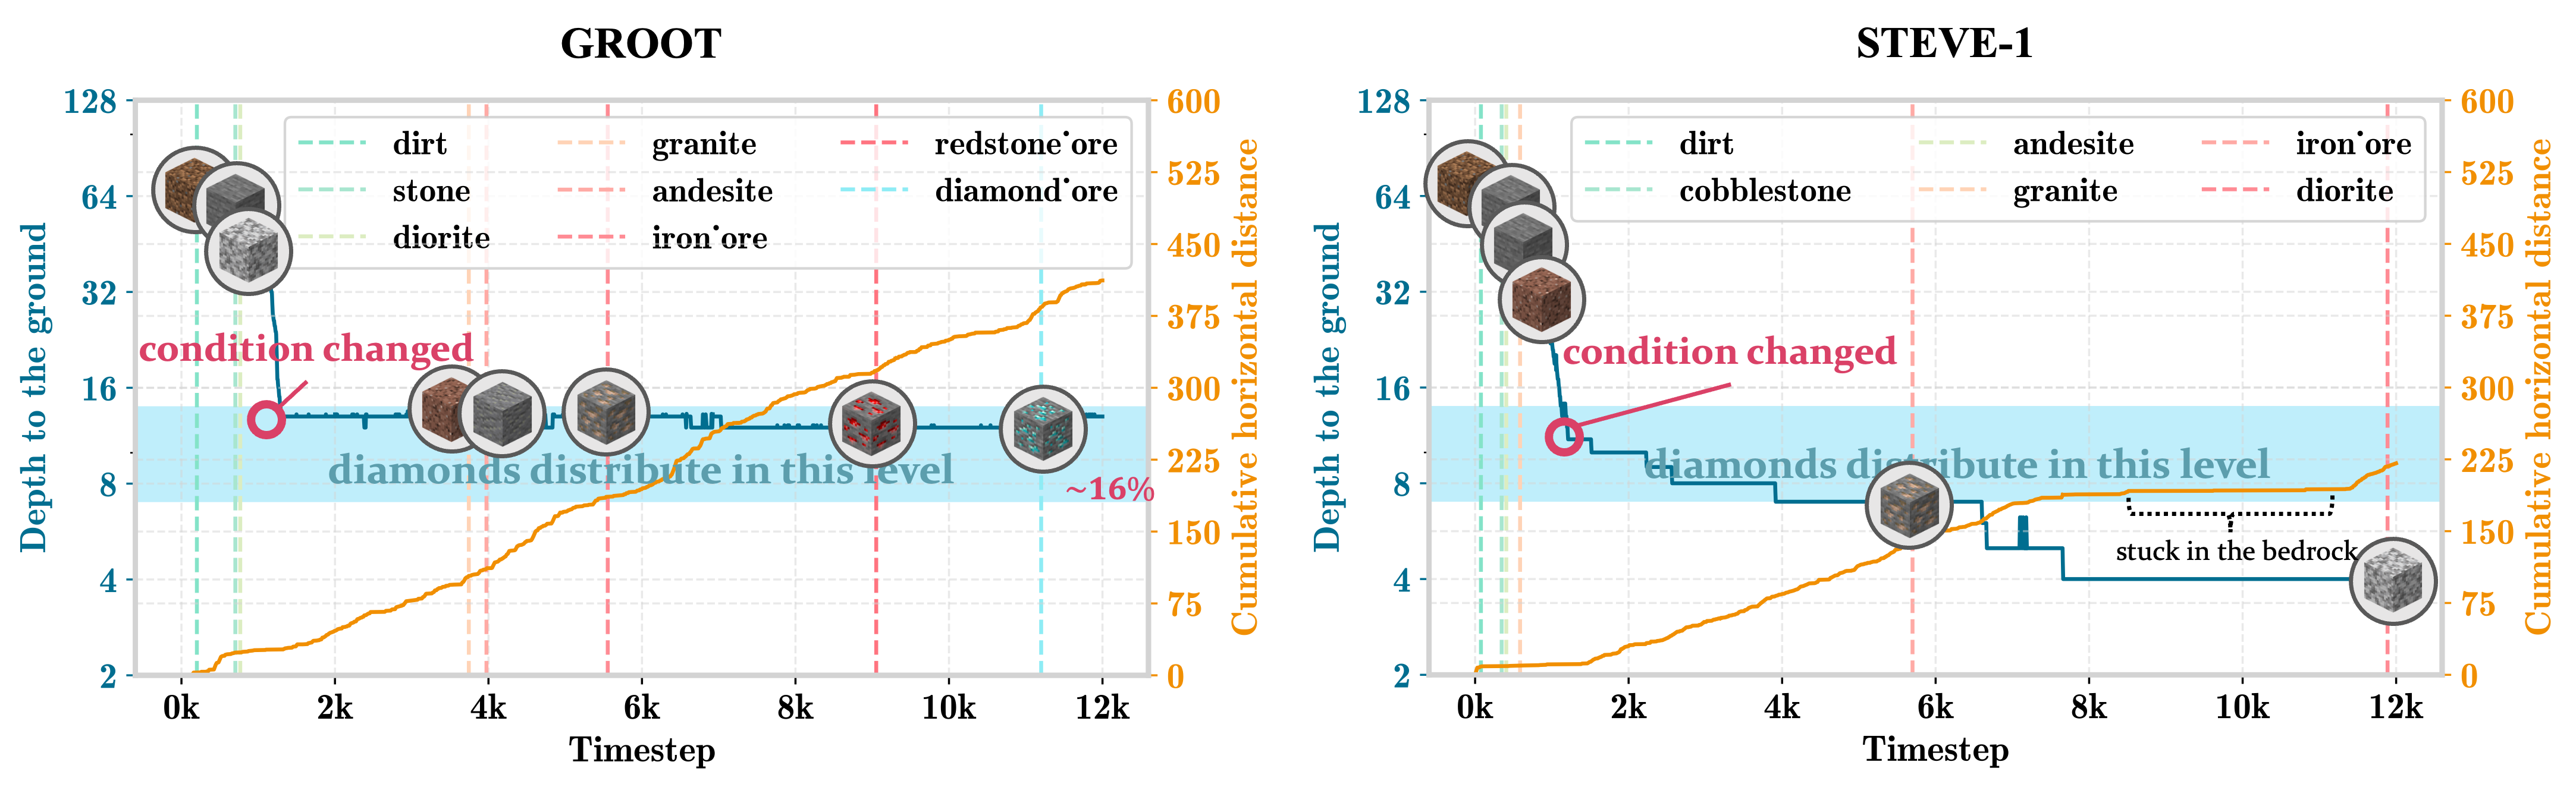 GROOT
128
64
32
16
8
4
2
Depth to the ground
600
525
450
375
300
225
150
75
0
Cumulative horizontal distance
dirt
stone
diorite
granite
andesite
iron˙ore
redstone˙ore
diamond˙ore
condition changed
diamonds distribute in this level
~16%
0k 2k 4k 6k 8k 10k 12k
Timestep
STEVE-1
128
64
32
16
8
4
2
Depth to the ground
600
525
450
375
300
225
150
75
0
Cumulative horizontal distance
dirt
cobblestone
andesite
granite
iron˙ore
diorite
condition changed
diamonds distribute in this level
stuck in the bedrock
0k 2k 4k 6k 8k 10k 12k
Timestep